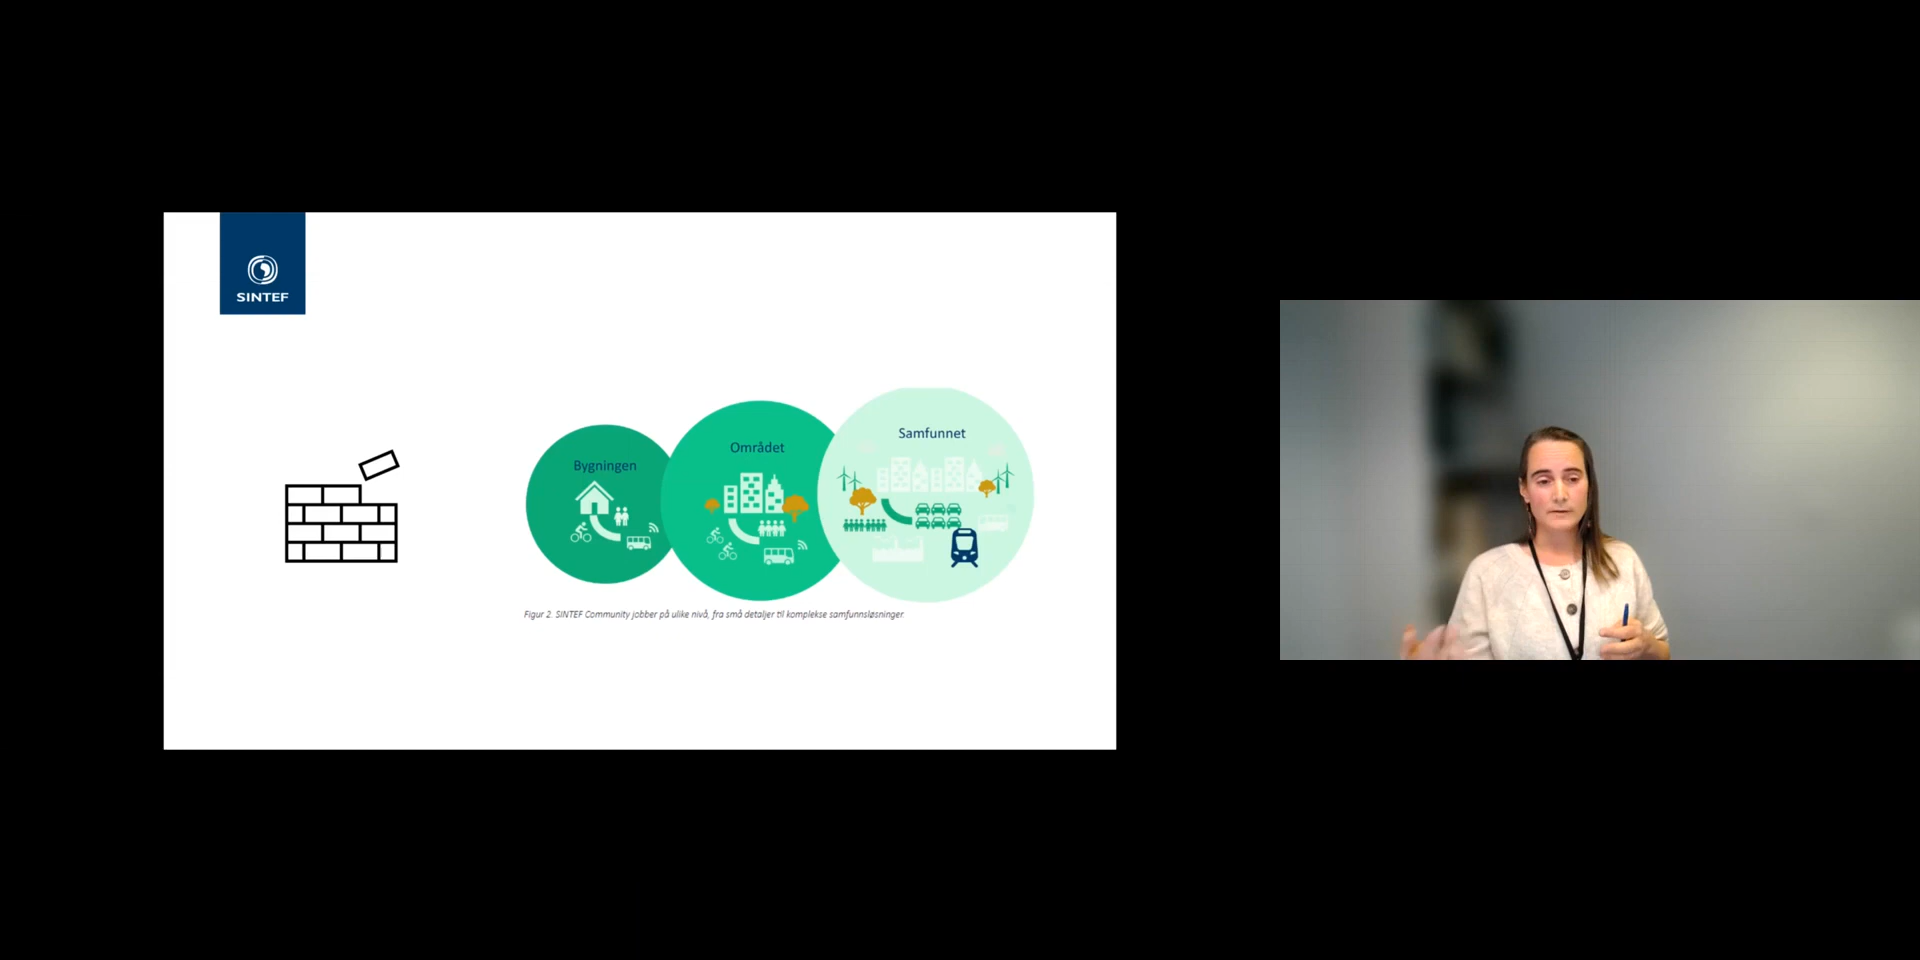 SINTEF
Bygningen
Området
Samfunnet
Figur 2. SINTEF Community jobber på ulike nivå, fra små detaljer til komplekse samfunnsløsninger.